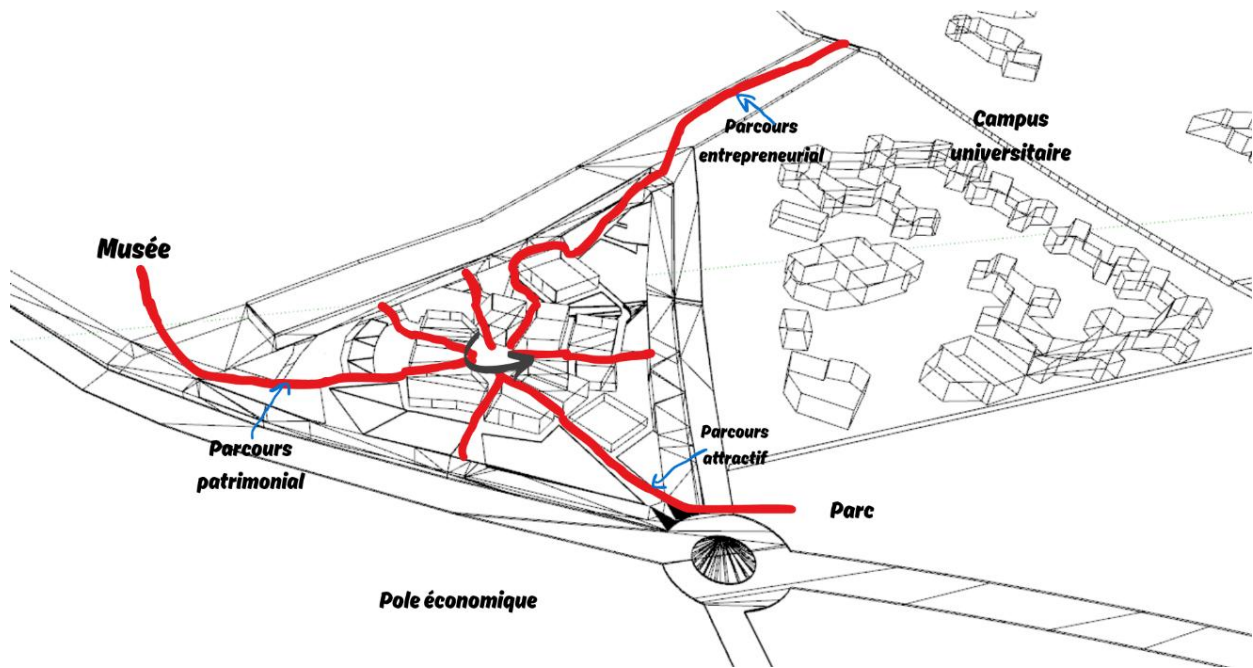 Parcours
entrepreneurial
Campus
universitaire
Musée
Parcours
patrimonial
Parcours
attractif
Parc
Pole économique